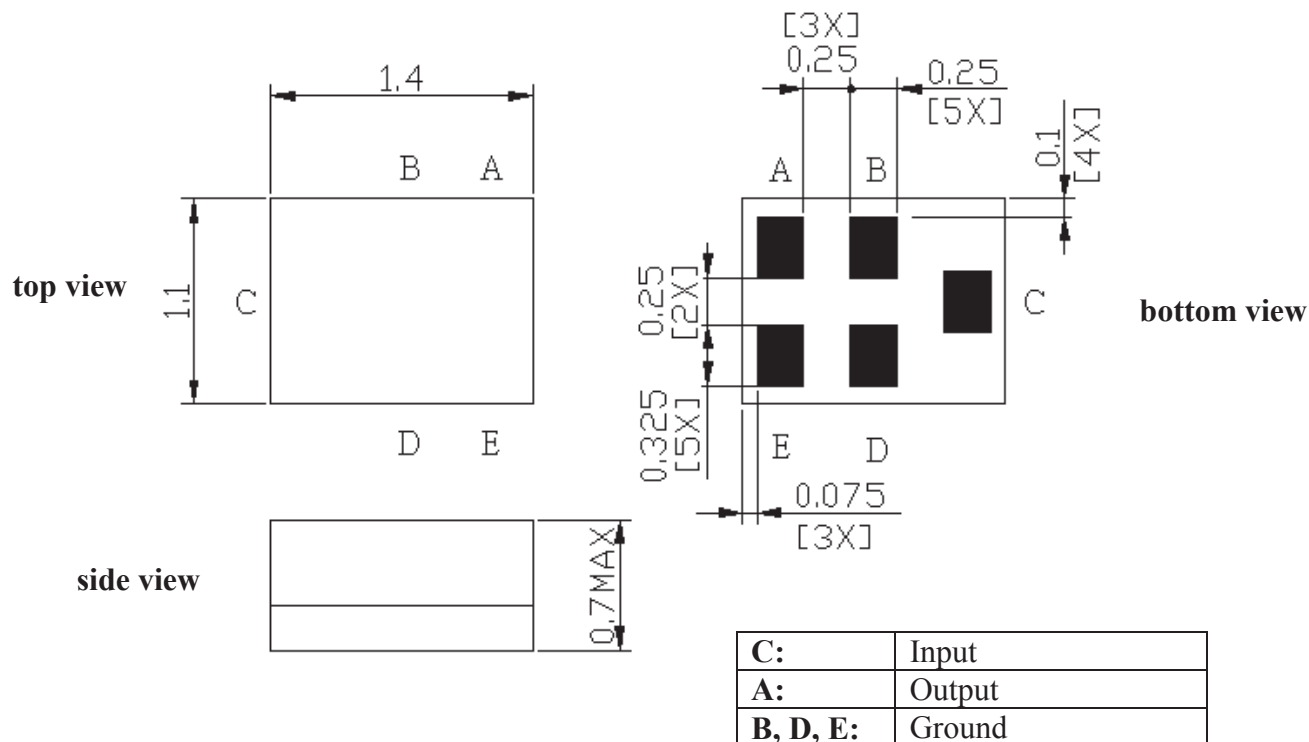 [3X]
0.25
0.25
[5X]
1.4
0.1
[4X]
B A
A B
top view
1.1
C
0.25
[2X]
C
bottom view
D E
0.325
[5X]
E D
0.075
[3X]
side view
0.7MAX
C: Input
A: Output
B, D, E: Ground